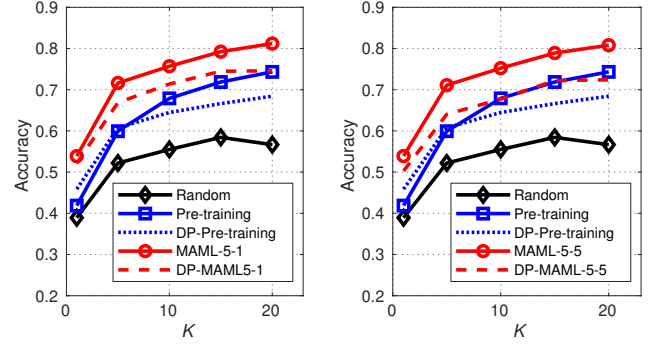 0.9
0.8
0.7
0.6
0.5
0.4
0.3
0.2
Accuracy
0 10 20
K
Random
Pre-training
DP-Pre-training
MAML-5-1
DP-MAML5-1
0.9
0.8
0.7
0.6
0.5
0.4
0.3
0.2
Accuracy
0 10 20
K
Random
Pre-training
DP-Pre-training
MAML-5-5
DP-MAML-5-5